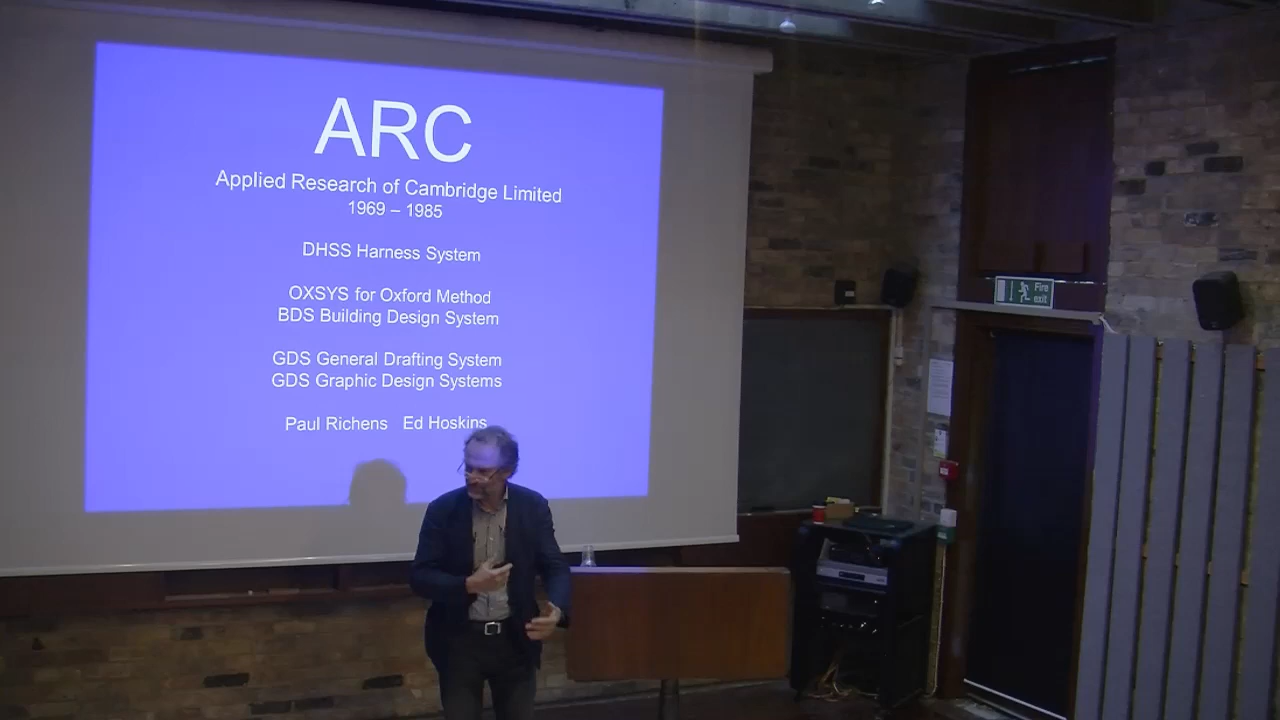 ARC
Applied Research of Cambridge Limited
1969 – 1985
DHSS Harness System
OXSYS for Oxford Method
BDS Building Design System
GDS General Drafting System
GDS Graphic Design Systems
Paul Richens Ed Hoskins
Fire
exit